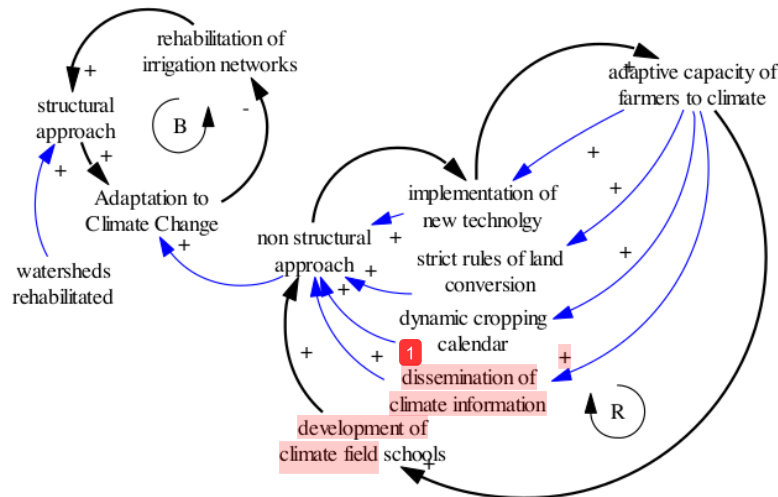 rehabilitation of
irrigation networks
+
structural
approach
+
+
B
-
Adaptation to
Climate Change
+
watersheds
rehabilitated
adaptive capacity of
farmers to climate
+
implementation of
new technolgy
+
+
non structural
approach
+
strict rules of land
conversion
+
+
+
dynamic cropping
calendar
1
+
+
dissemination of
climate information
+
R
development of
climate field schools
+